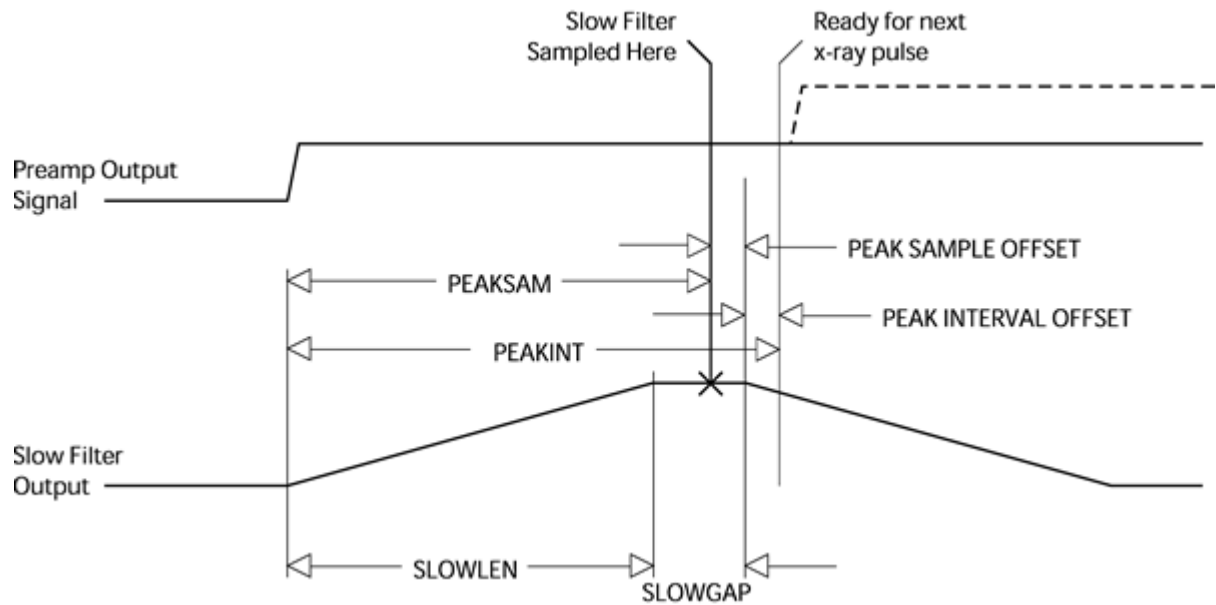 Slow Filter
Sampled Here
Ready for next
x-ray pulse
Preamp Output
Signal
PEAK SAMPLE OFFSET
PEAKSAM
PEAK INTERVAL OFFSET
PEAKINT
Slow Filter
Output
SLOWLEN
SLOWGAP